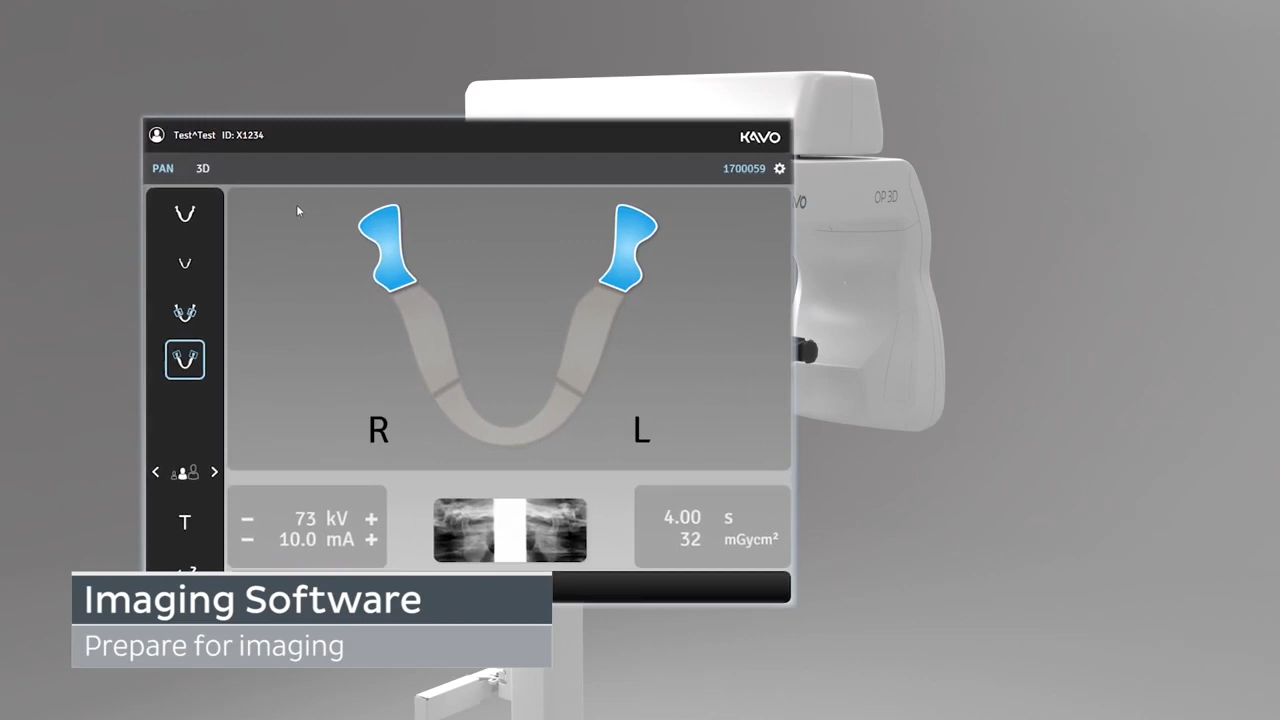 Test^Test ID: X1234
KAVO
PAN 3D
1700059
VO
OP 3D
R L
73 kV
10.0 mA
4.00 s
32 mGycm²
T
Imaging Software
Prepare for imaging